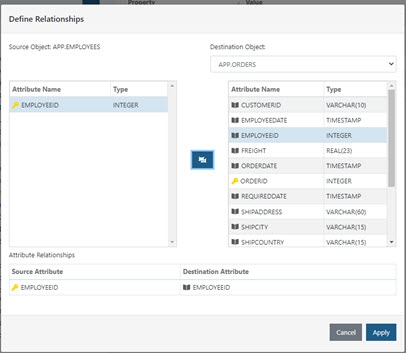 Property Value
Define Relationships
Source Object: APP.EMPLOYEES
Destination Object:
APP.ORDERS
Attribute Name Type
EMPLOYEEID INTEGER
Attribute Name Type
CUSTOMERID VARCHAR(10)
EMPLOYEEDATE TIMESTAMP
EMPLOYEEID INTEGER
FREIGHT REAL(23)
ORDERDATE TIMESTAMP
ORDERID INTEGER
REQUIREDDATE TIMESTAMP
SHIPADDRESS VARCHAR(60)
SHIPCITY VARCHAR(15)
SHIPCOUNTRY VARCHAR(15)
Attribute Relationships
Source Attribute Destination Attribute
EMPLOYEEID EMPLOYEEID
Cancel Apply